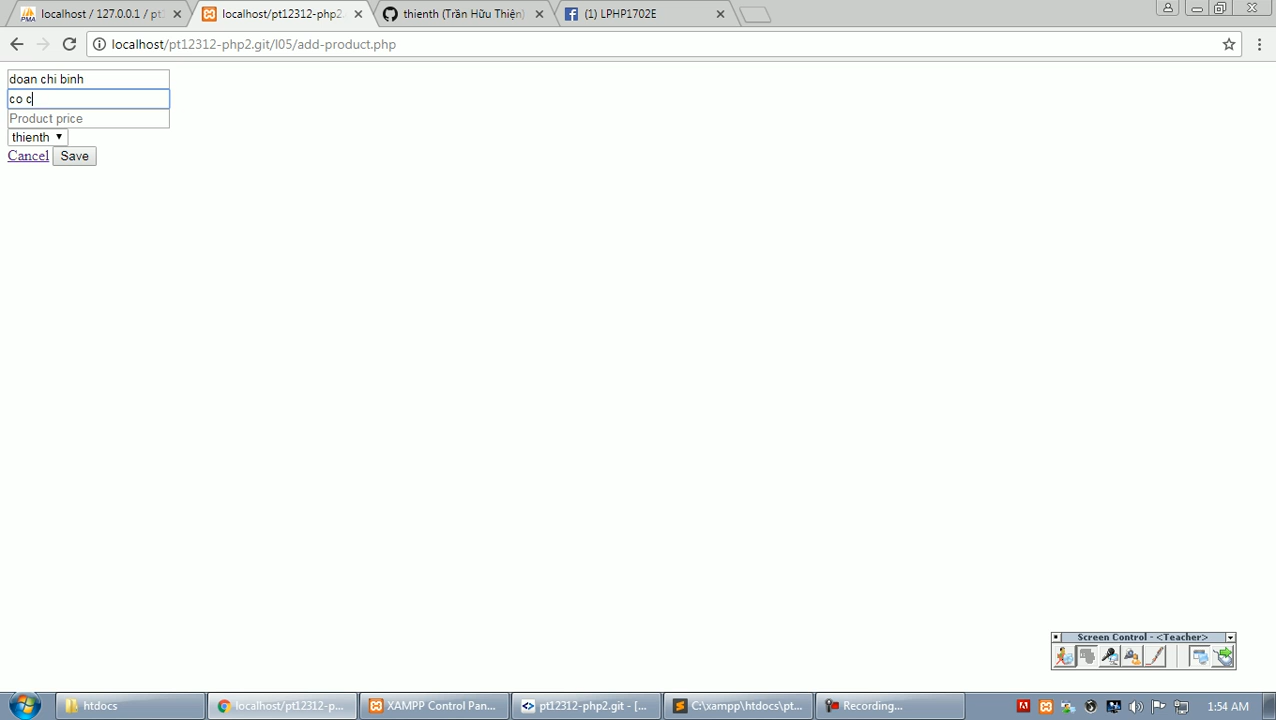 localhost / 127.0.0.1 / pt
localhost/pt12312-php2.
thienth (Trần Hữu Thiện)
(1) LPHP1702E
localhost/pt12312-php2.git/l05/add-product.php
doan chi binh
co c
Product price
thienth
Cancel Save
Screen Control - <Teacher>
htdocs
localhost/pt12312-p...
XAMPP Control Pan...
pt12312-php2.git - [...
C:\xampp\htdocs\pt...
Recording...
1:54 AM